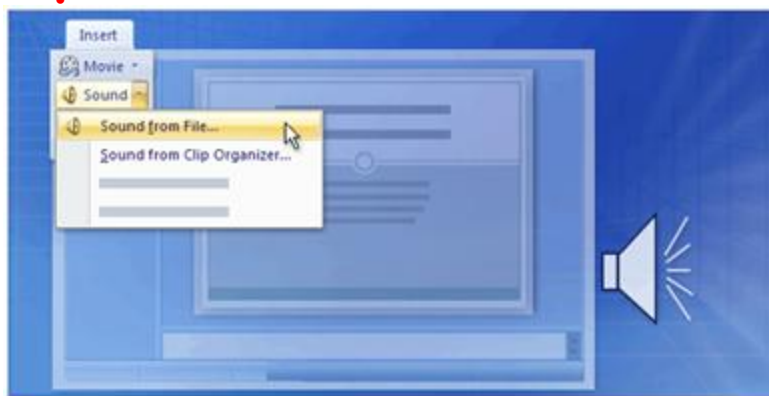 Insert
Movie
Sound
Sound from File...
Sound from Clip Organizer...